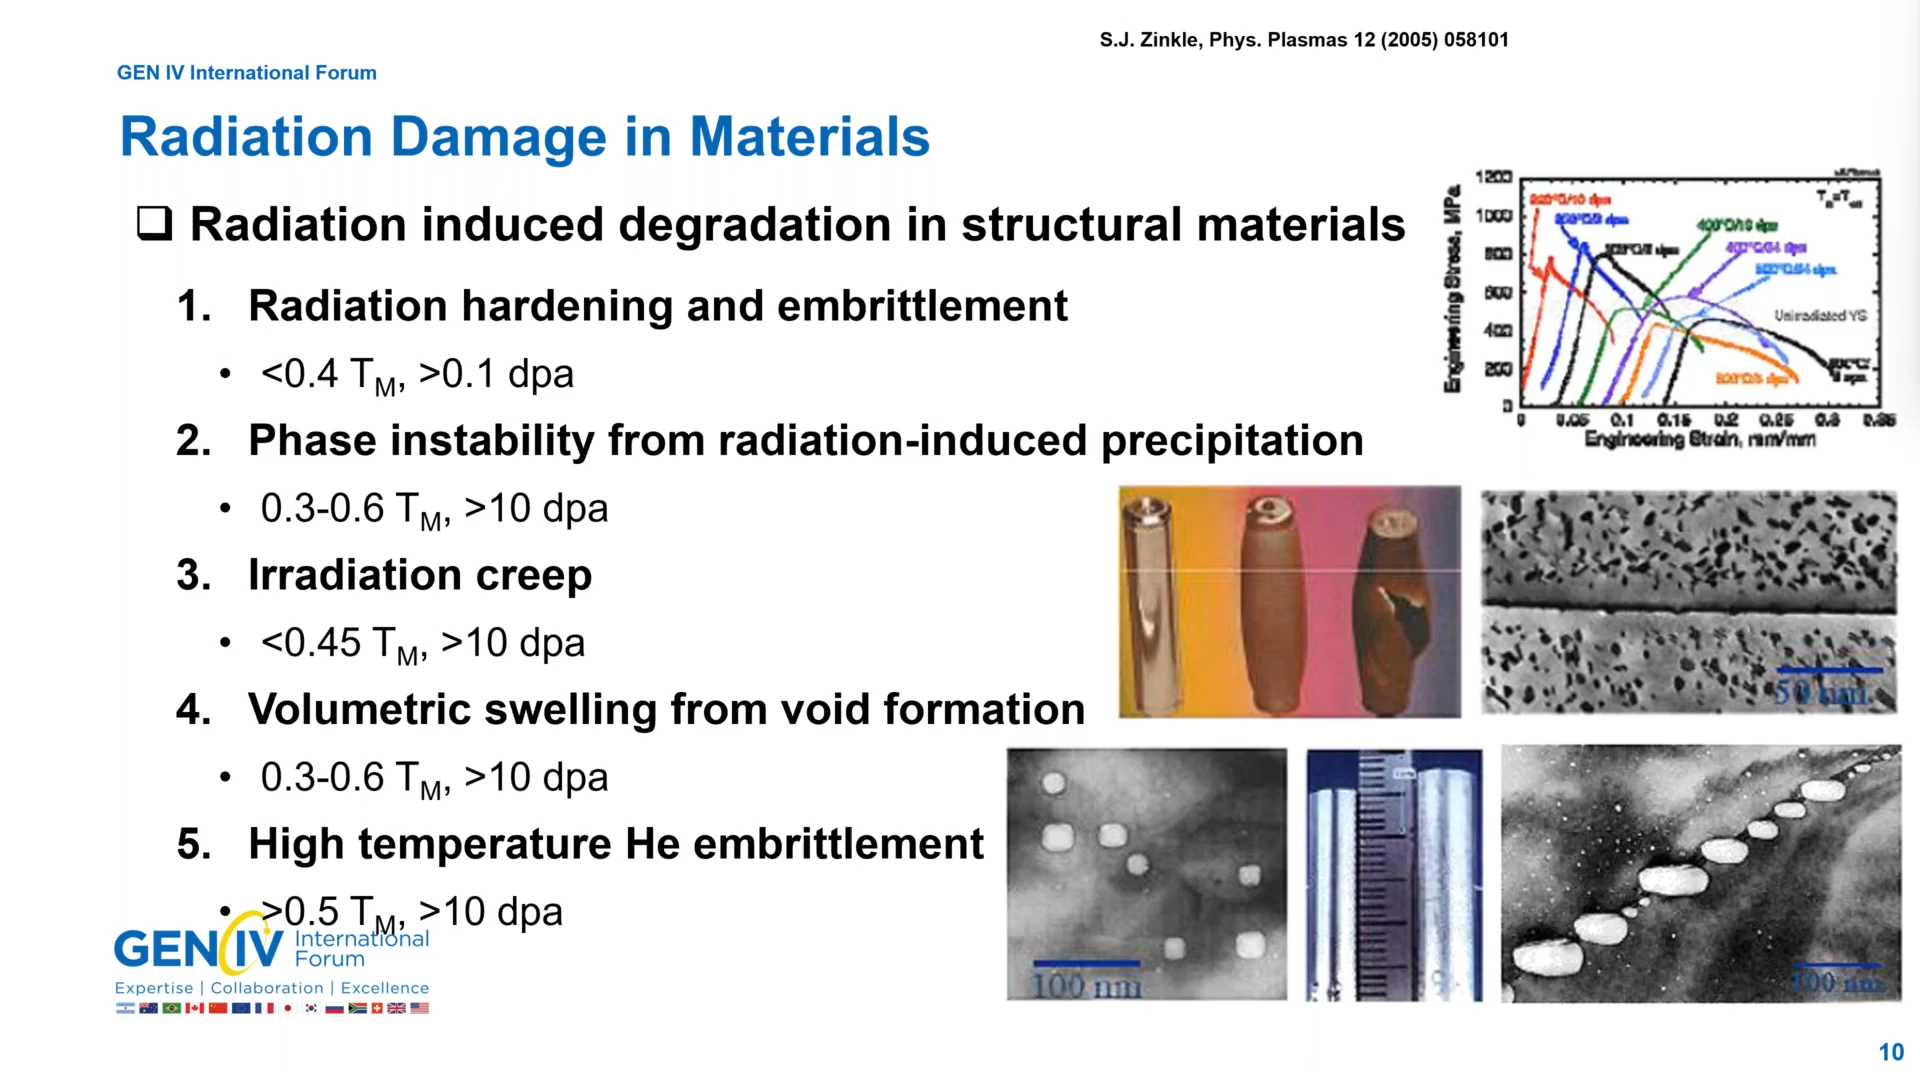 S.J. Zinkle, Phys. Plasmas 12 (2005) 058101
GEN IV International Forum
Radiation Damage in Materials
Radiation induced degradation in structural materials
1. Radiation hardening and embrittlement
• <0.4 TM, >0.1 dpa
2. Phase instability from radiation-induced precipitation
• 0.3-0.6 TM, >10 dpa
3. Irradiation creep
• <0.45 TM, >10 dpa
4. Volumetric swelling from void formation
• 0.3-0.6 TM, >10 dpa
5. High temperature He embrittlement
• >0.5 TM, >10 dpa
Engineering Stress, MPa
1200
1000
800
600
400
200
0
400°C/10 dpa
Unirradiated YS
0 0.05 0.1 0.15 0.2 0.25 0.3 0.35
Engineering Strain, mm/mm
50 nm
100 nm
100 nm
GEN IV International
Forum
Expertise | Collaboration | Excellence
10